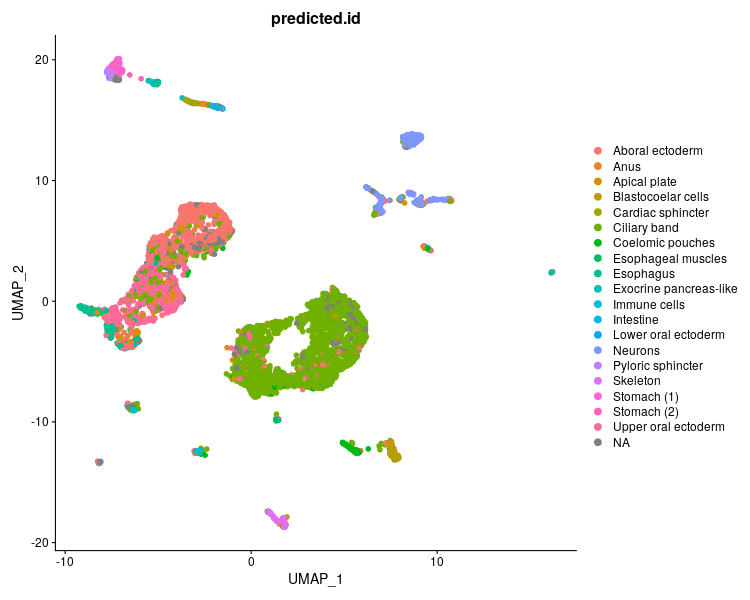 predicted.id
20
10
0
-10
-20
UMAP_2
-10
0
10
UMAP_1
Aboral ectoderm
Anus
Apical plate
Blastocoelar cells
Cardiac sphincter
Ciliary band
Coelomic pouches
Esophageal muscles
Esophagus
Exocrine pancreas-like
Immune cells
Intestine
Lower oral ectoderm
Neurons
Pyloric sphincter
Skeleton
Stomach (1)
Stomach (2)
Upper oral ectoderm
NA